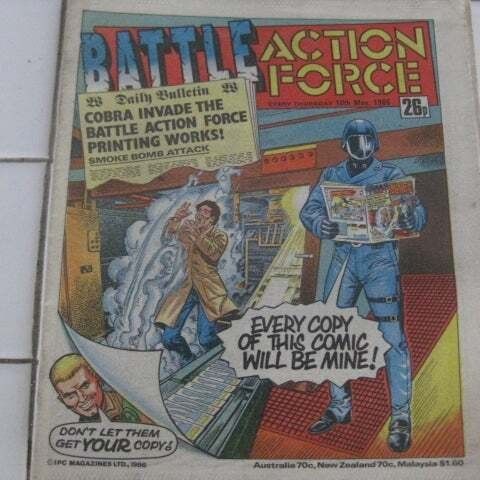 BATTLE ACTION
FORCE
EVERY THURSDAY 10th May, 1986
26p
Daily Bulletin
COBRA INVADE THE
BATTLE ACTION FORCE
PRINTING WORKS!
SMOKE BOMB ATTACK
EVERY COPY
OF THIS COMIC
WILL BE MINE!
DON'T LET THEM
GET YOUR COPY!
©IPC MAGAZINES LTD., 1986
Australia 70c, New Zealand 70c, Malaysia $1.60